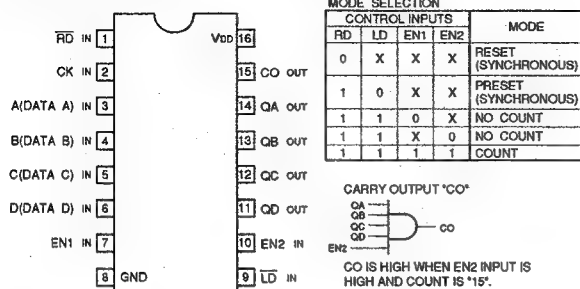 RD IN 1
VDD 16
CK IN 2
15 CO OUT
A(DATA A) IN 3
14 QA OUT
B(DATA B) IN 4
13 QB OUT
C(DATA C) IN 5
12 QC OUT
D(DATA D) IN 6
11 QD OUT
EN1 IN 7
10 EN2 IN
8 GND
9 LD IN
MODE SELECTION
CONTROL INPUTS MODE
RD LD EN1 EN2
0 X X X RESET
(SYNCHRONOUS)
1 0 X X PRESET
(SYNCHRONOUS)
1 1 0 X NO COUNT
1 1 X 0 NO COUNT
1 1 1 1 COUNT
CARRY OUTPUT "CO"
QA
QB
QC
QD
EN2
CO
CO IS HIGH WHEN EN2 INPUT IS
HIGH AND COUNT IS "15".